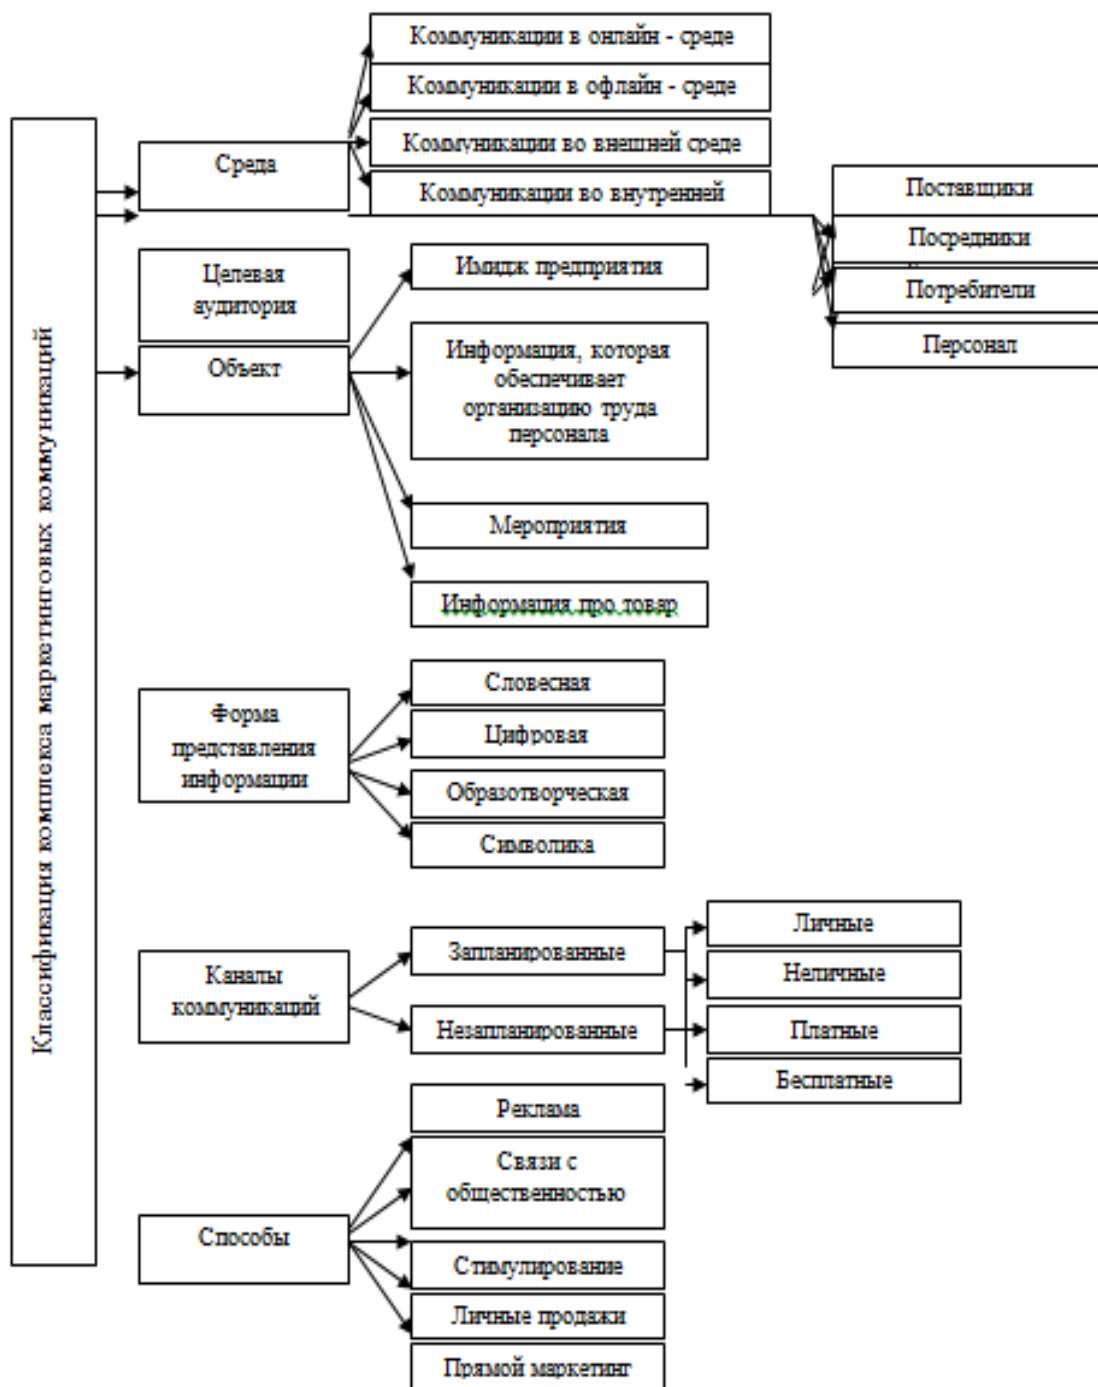 Классификация комплекса маркетинговых коммуникаций
Среда
Коммуникации в онлайн - среде
Коммуникации в офлайн - среде
Коммуникации во внешней среде
Коммуникации во внутренней
Целевая
аудитория
Поставщики
Посредники
Потребители
Персонал
Объект
Имидж предприятия
Информация, которая
обеспечивает
организацию труда
персонала
Мероприятия
Информация про товар
Форма
представления
информации
Словесная
Цифровая
Образотворческая
Символика
Каналы
коммуникаций
Запланированные
Незапланированные
Личные
Неличные
Платные
Бесплатные
Способы
Реклама
Связи с
общественностью
Стимулирование
Личные продажи
Прямой маркетинг